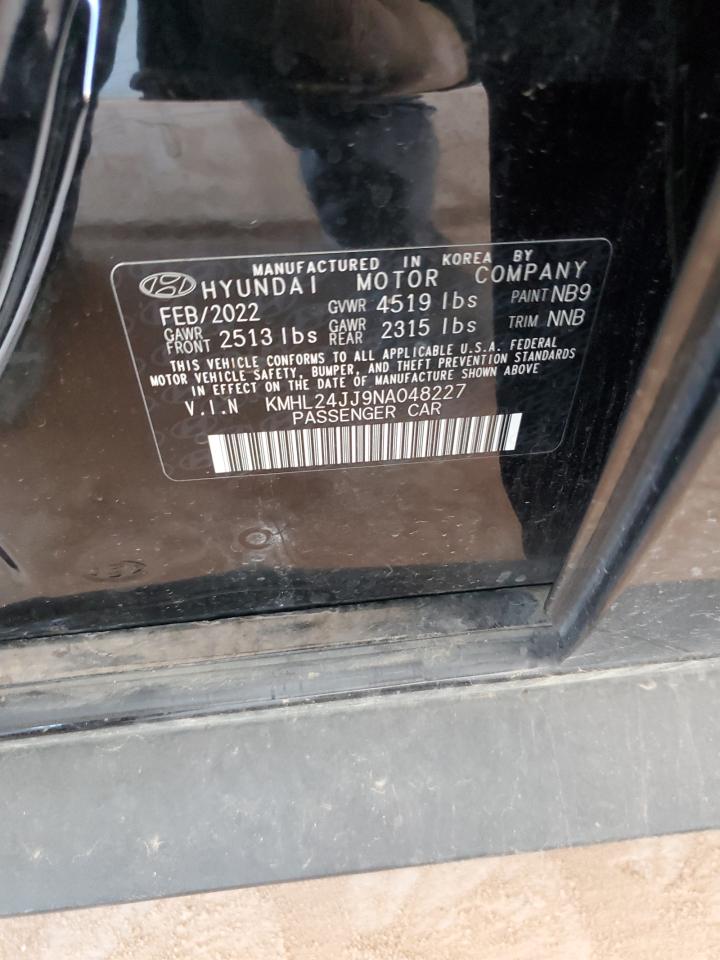 MANUFACTURED IN KOREA BY
HYUNDAI MOTOR COMPANY
FEB/2022 GVWR 4519 lbs PAINT NB9
GAWR FRONT 2513 lbs GAWR REAR 2315 lbs TRIM NNB
THIS VEHICLE CONFORMS TO ALL APPLICABLE U.S.A. FEDERAL
MOTOR VEHICLE SAFETY, BUMPER, AND THEFT PREVENTION STANDARDS
IN EFFECT ON THE DATE OF MANUFACTURE SHOWN ABOVE
V.I.N KMHL24JJ9NA048227
PASSENGER CAR